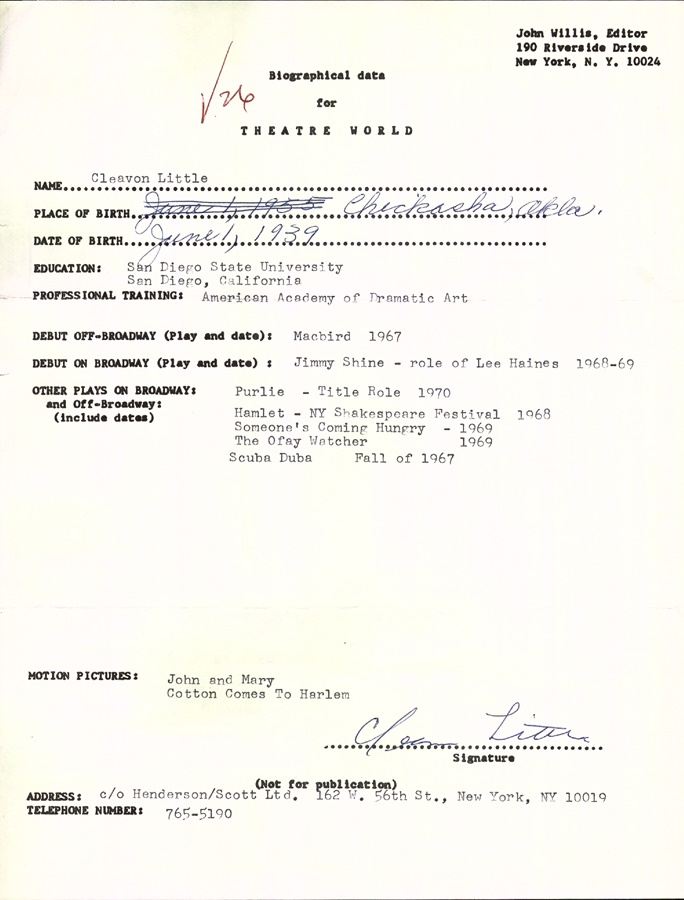 John Willis, Editor
190 Riverside Drive
New York, N. Y. 10024
Biographical data
for
THEATRE WORLD
√26
NAME Cleavon Little
PLACE OF BIRTH June 1, 1935 Chickasha, Okla.
DATE OF BIRTH June 1, 1939
EDUCATION: San Diego State University
San Diego, California
PROFESSIONAL TRAINING: American Academy of Dramatic Art
DEBUT OFF-BROADWAY (Play and date): Macbird 1967
DEBUT ON BROADWAY (Play and date) : Jimmy Shine - role of Lee Haines 1968-69
OTHER PLAYS ON BROADWAY: Purlie - Title Role 1970
and Off-Broadway:
(include dates) Hamlet - NY Shakespeare Festival 1968
Someone's Coming Hungry - 1969
The Ofay Watcher 1969
Scuba Duba Fall of 1967
MOTION PICTURES: John and Mary
Cotton Comes To Harlem
Cleavon Little
Signature
(Not for publication)
ADDRESS: c/o Henderson/Scott Ltd. 162 W. 56th St., New York, NY 10019
TELEPHONE NUMBER: 765-5190